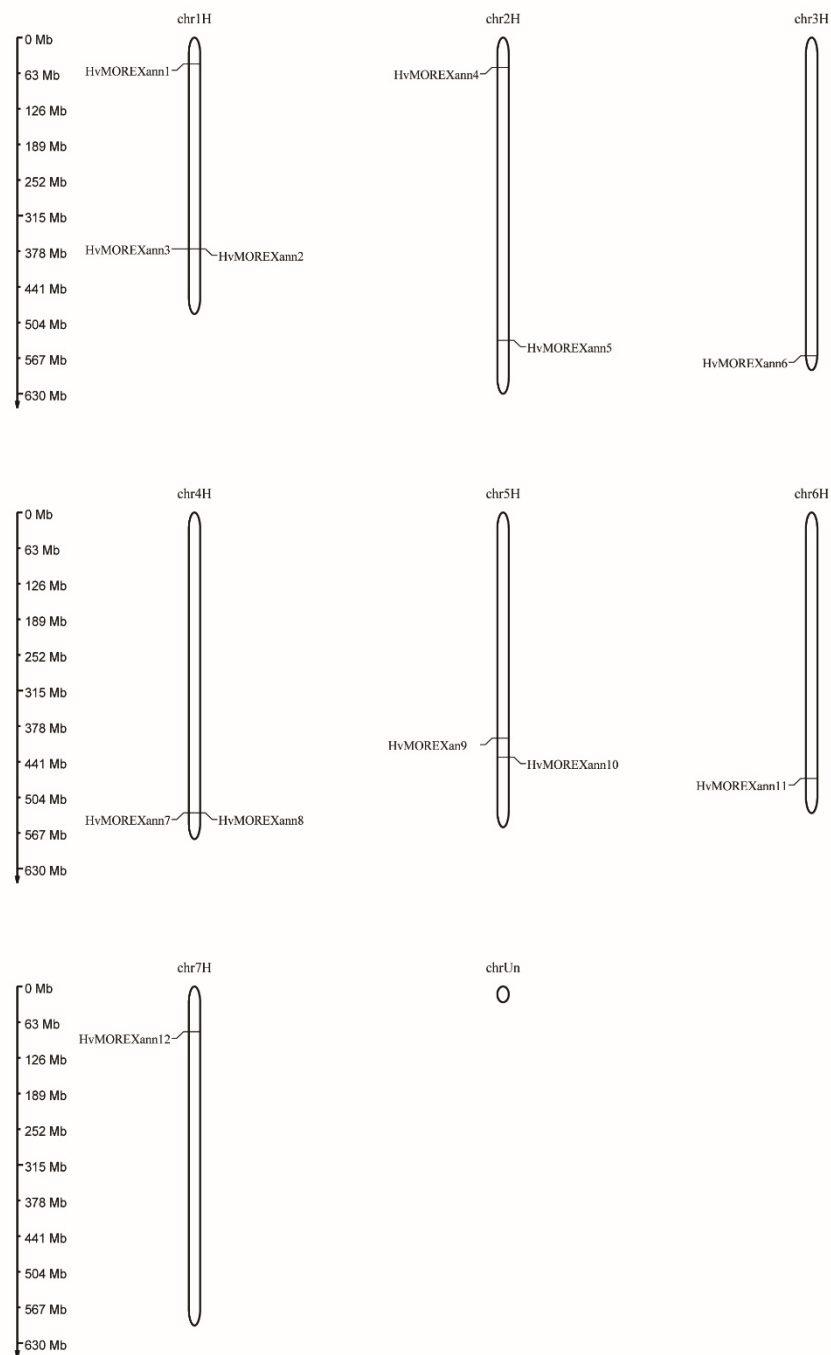 chr1H
chr2H
chr3H
0 Mb
63 Mb
126 Mb
189 Mb
252 Mb
315 Mb
378 Mb
441 Mb
504 Mb
567 Mb
630 Mb
HvMOREXann1
HvMOREXann3
HvMOREXann2
HvMOREXann4
HvMOREXann5
HvMOREXann6
chr4H
chr5H
chr6H
0 Mb
63 Mb
126 Mb
189 Mb
252 Mb
315 Mb
378 Mb
441 Mb
504 Mb
567 Mb
630 Mb
HvMOREXann7
HvMOREXann8
HvMOREXan9
HvMOREXann10
HvMOREXann11
chr7H
chrUn
0 Mb
63 Mb
126 Mb
189 Mb
252 Mb
315 Mb
378 Mb
441 Mb
504 Mb
567 Mb
630 Mb
HvMOREXann12